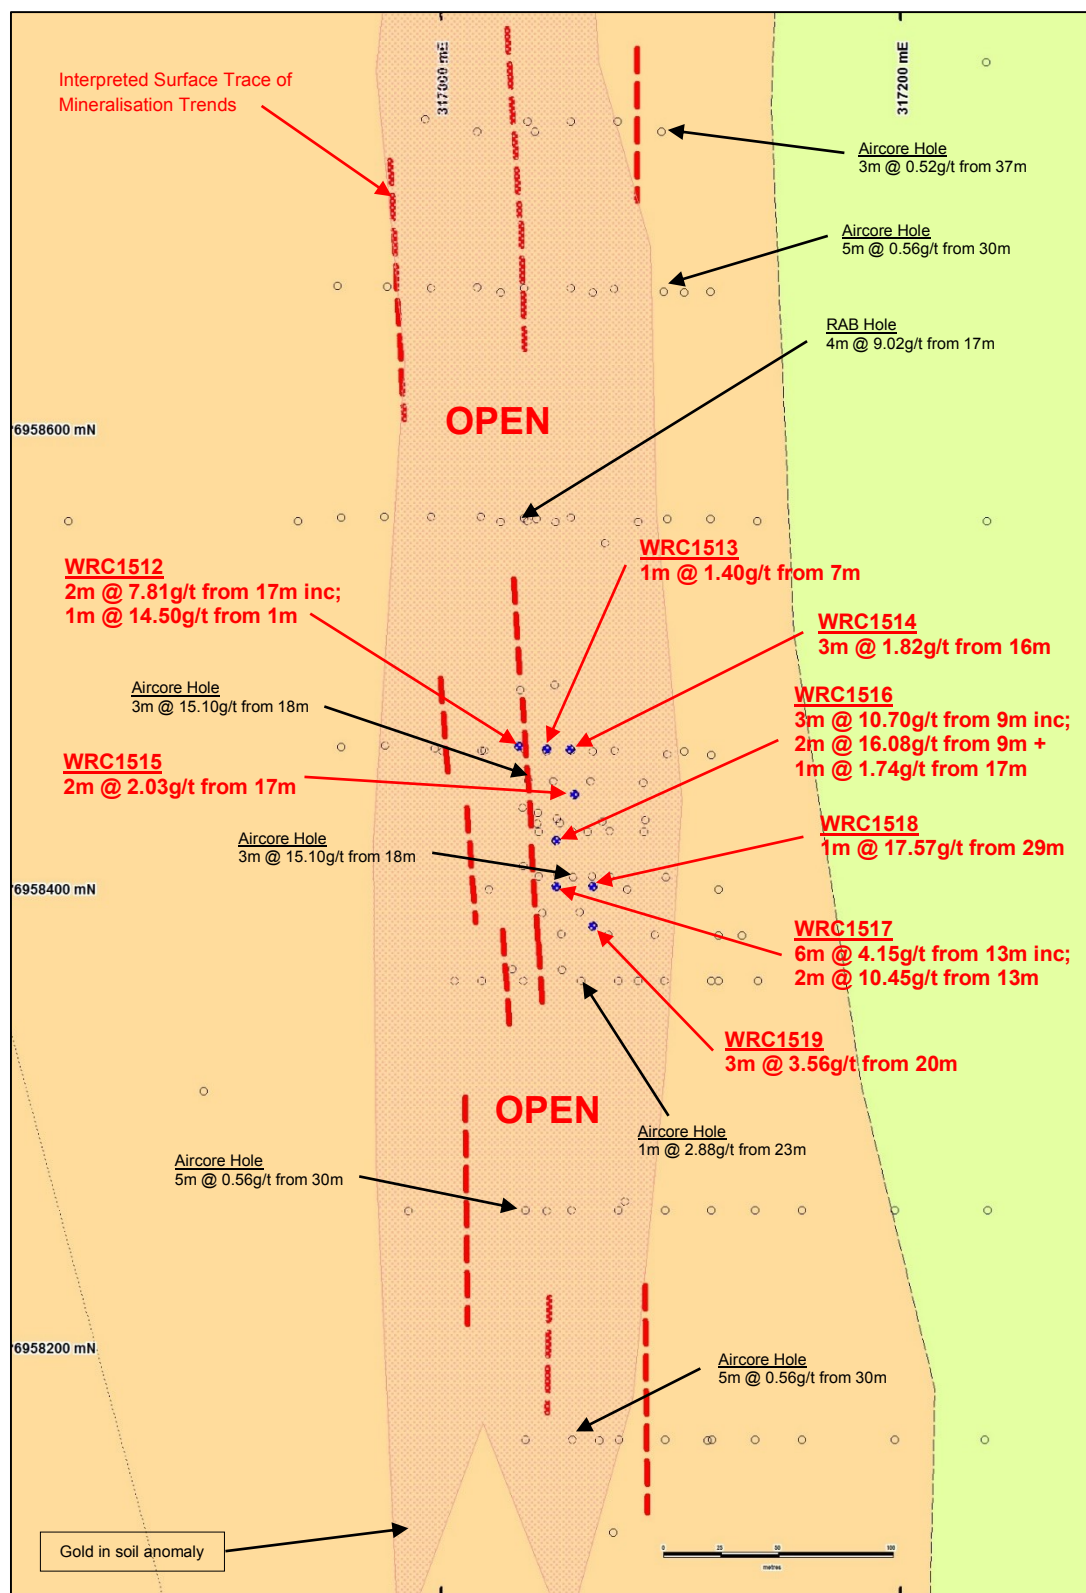 317000 mE
317200 mE
Interpreted Surface Trace of
Mineralisation Trends
Aircore Hole
3m @ 0.52g/t from 37m
Aircore Hole
5m @ 0.56g/t from 30m
RAB Hole
4m @ 9.02g/t from 17m
OPEN
6958600 mN
WRC1513
1m @ 1.40g/t from 7m
WRC1512
2m @ 7.81g/t from 17m inc;
1m @ 14.50g/t from 1m
WRC1514
3m @ 1.82g/t from 16m
Aircore Hole
3m @ 15.10g/t from 18m
WRC1516
3m @ 10.70g/t from 9m inc;
2m @ 16.08g/t from 9m +
1m @ 1.74g/t from 17m
WRC1515
2m @ 2.03g/t from 17m
WRC1518
1m @ 17.57g/t from 29m
Aircore Hole
3m @ 15.10g/t from 18m
6958400 mN
WRC1517
6m @ 4.15g/t from 13m inc;
2m @ 10.45g/t from 13m
WRC1519
3m @ 3.56g/t from 20m
OPEN
Aircore Hole
1m @ 2.88g/t from 23m
Aircore Hole
5m @ 0.56g/t from 30m
6958200 mN
Aircore Hole
5m @ 0.56g/t from 30m
Gold in soil anomaly
0 25 50 100
metres